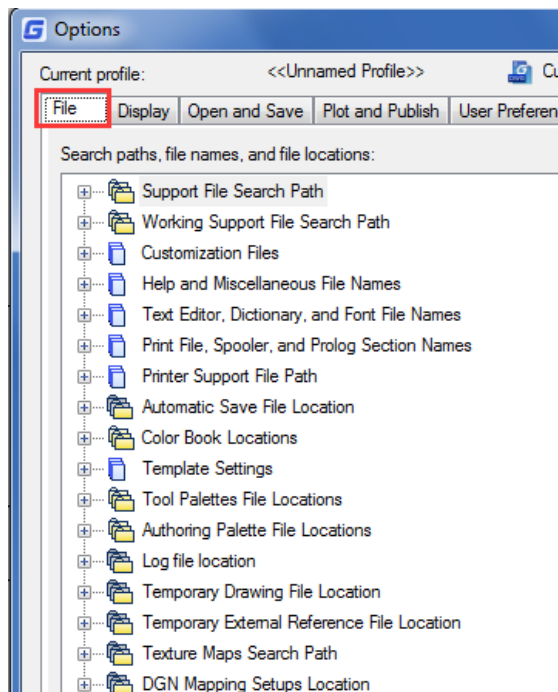 Options
Current profile: <<Unnamed Profile>>
File Display Open and Save Plot and Publish User
Search paths, file names, and file locations:
Support File Search Path
Working Support File Search Path
Customization Files
Help and Miscellaneous File Names
Text Editor, Dictionary, and Font File Names
Print File, Spooler, and Prolog Section Names
Printer Support File Path
Automatic Save File Location
Color Book Locations
Template Settings
Tool Palettes File Locations
Authoring Palette File Locations
Log file location
Temporary Drawing File Location
Temporary External Reference File Location
Texture Maps Search Path
DGN Mapping Setups Location